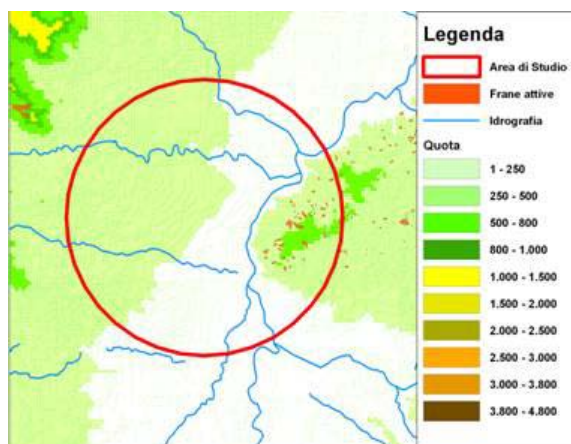 Legenda
Area di Studio
Frane attive
Idrografia
Quota
1 - 250
250 - 500
500 - 800
800 - 1.000
1.000 - 1.500
1.500 - 2.000
2.000 - 2.500
2.500 - 3.000
3.000 - 3.800
3.800 - 4.800